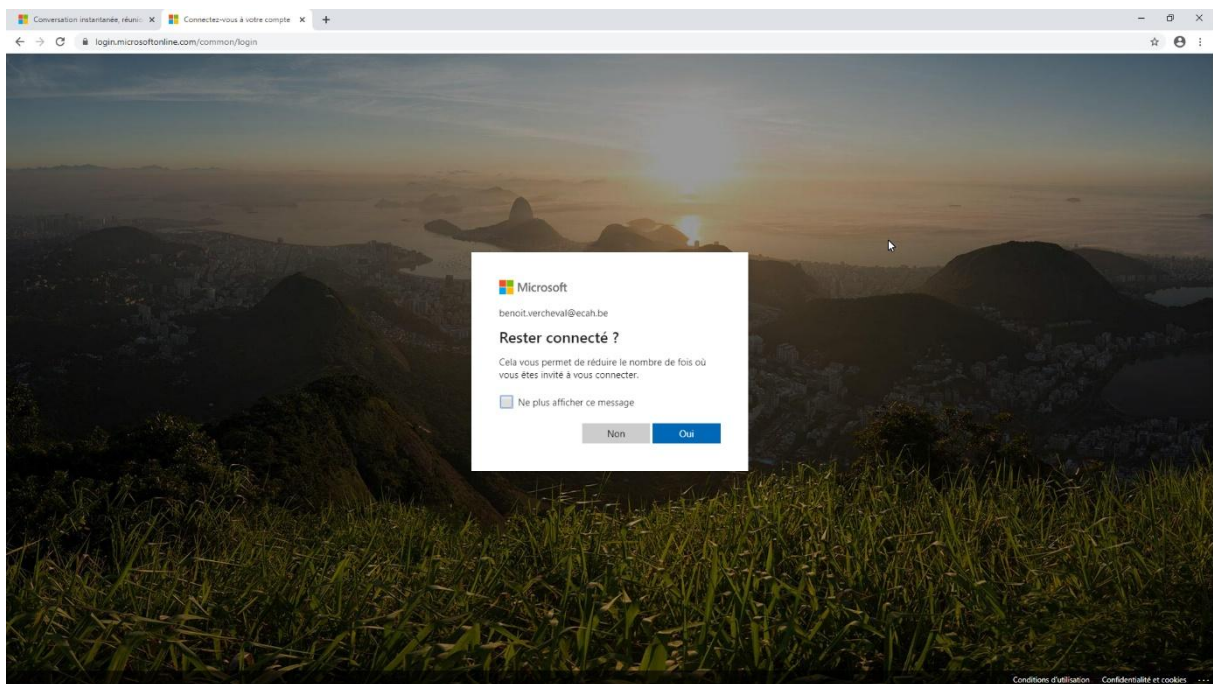 Conversation instantanée, réunio
Connectez-vous à votre compte
login.microsoftonline.com/common/login
Microsoft
benoit.vercheval@ecah.be
Rester connecté ?
Cela vous permet de réduire le nombre de fois où
vous êtes invité à vous connecter.
Ne plus afficher ce message
Non
Oui
Conditions d'utilisation
Confidentialité et cookies